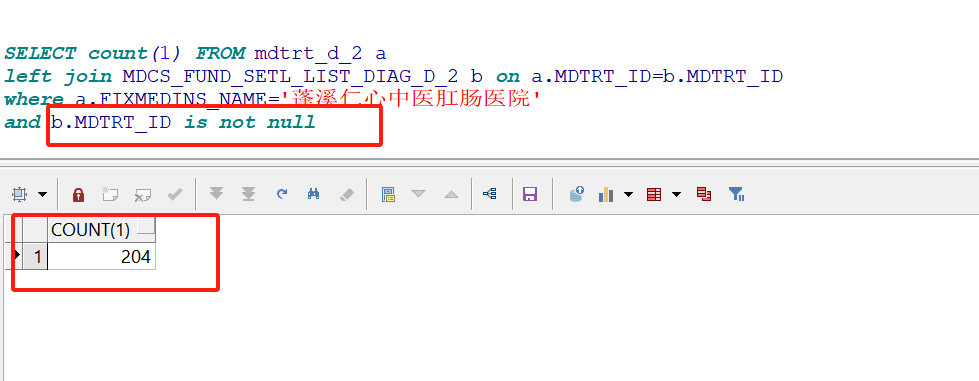 SELECT count(1) FROM mdtrt_d_2 a
left join MDCS_FUND_SETL_LIST_DIAG_D_2 b on a.MDTRT_ID=b.MDTRT_ID
where a.FIXMEDINS_NAME='蓬溪仁心中医肛肠医院'
and b.MDTRT_ID is not null
COUNT(1)
1 204